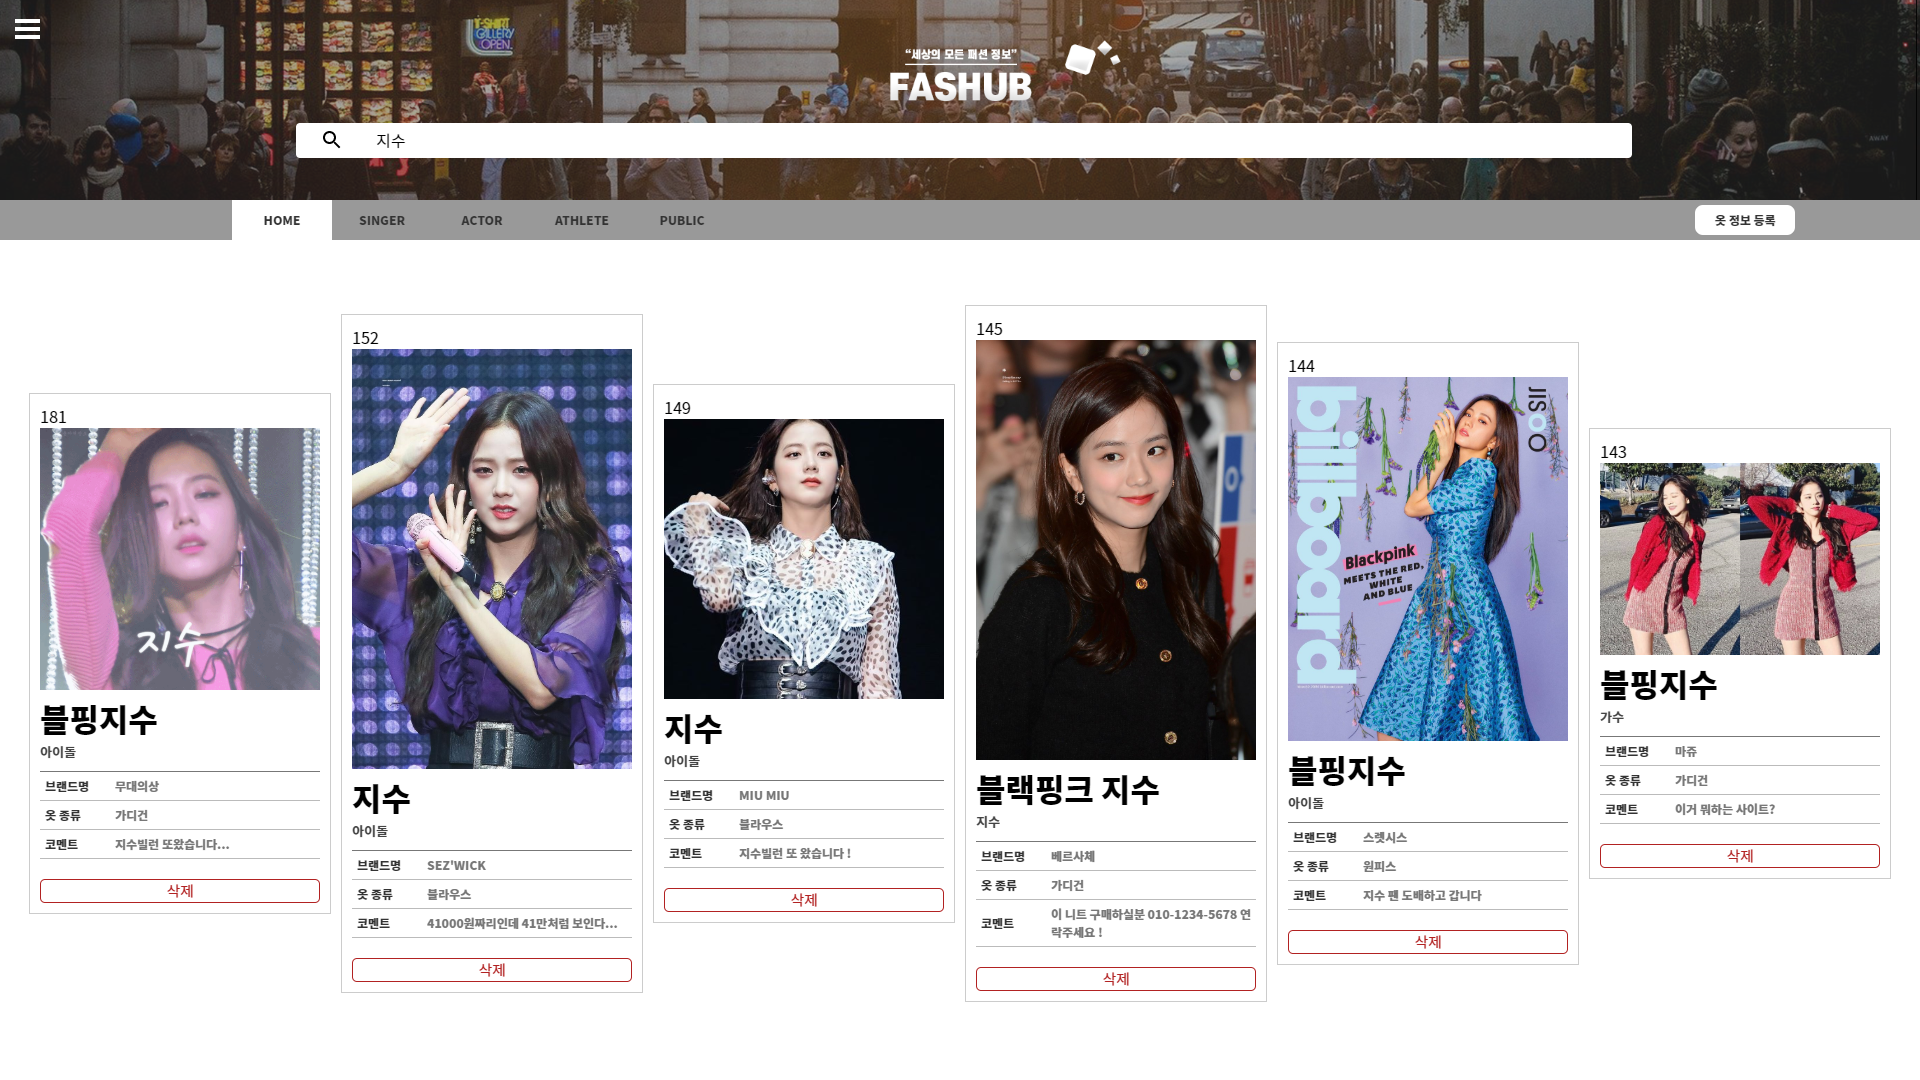 T-SHIRT
GALLERY
OPEN.
“세상의 모든 패션 정보”
FASHUB
지수
HOME
SINGER
ACTOR
ATHLETE
PUBLIC
옷 정보 등록
181
지수
블핑지수
아이돌
브랜드명 무대의상
옷 종류 가디건
코멘트 지수빌런 또왔습니다...
삭제
152
지수
아이돌
브랜드명 SEZ'WICK
옷 종류 블라우스
코멘트 41000원짜리인데 41만처럼 보인다...
삭제
149
지수
아이돌
브랜드명 MIU MIU
옷 종류 블라우스
코멘트 지수빌런 또 왔습니다 !
삭제
145
블랙핑크 지수
지수
브랜드명 베르사체
옷 종류 가디건
코멘트 이 니트 구매하실분 010-1234-5678 연
락주세요 !
삭제
144
billboard
JISOO
Blackpink
MEETS THE RED,
WHITE
AND BLUE
블핑지수
아이돌
브랜드명 스렛시스
옷 종류 원피스
코멘트 지수 팬 도배하고 갑니다
삭제
143
블핑지수
가수
브랜드명 마쥬
옷 종류 가디건
코멘트 이거 뭐하는 사이트?
삭제